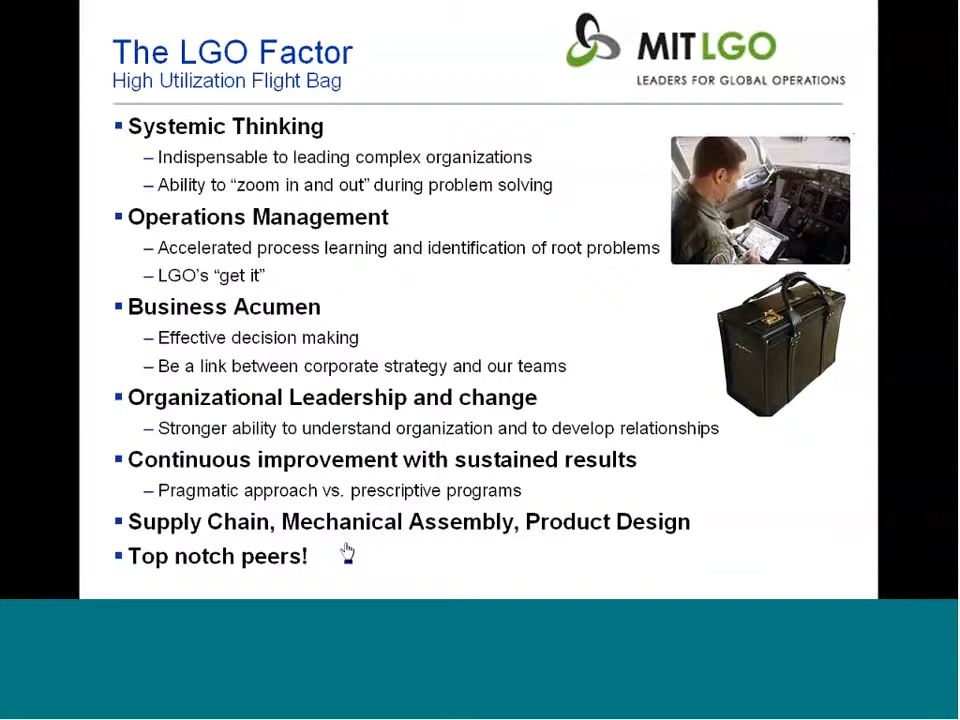 The LGO Factor
High Utilization Flight Bag
MIT LGO
LEADERS FOR GLOBAL OPERATIONS
▪ Systemic Thinking
– Indispensable to leading complex organizations
– Ability to “zoom in and out” during problem solving
▪ Operations Management
– Accelerated process learning and identification of root problems
– LGO’s “get it”
▪ Business Acumen
– Effective decision making
– Be a link between corporate strategy and our teams
▪ Organizational Leadership and change
– Stronger ability to understand organization and to develop relationships
▪ Continuous improvement with sustained results
– Pragmatic approach vs. prescriptive programs
▪ Supply Chain, Mechanical Assembly, Product Design
▪ Top notch peers!